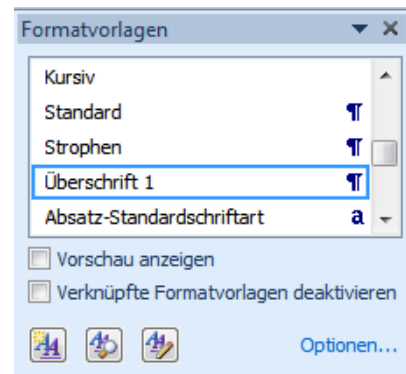 Formatvorlagen
Kursiv
Standard ¶
Strophen ¶
Überschrift 1 ¶
Absatz-Standardschriftart a
Vorschau anzeigen
Verknüpfte Formatvorlagen deaktivieren
Optionen...